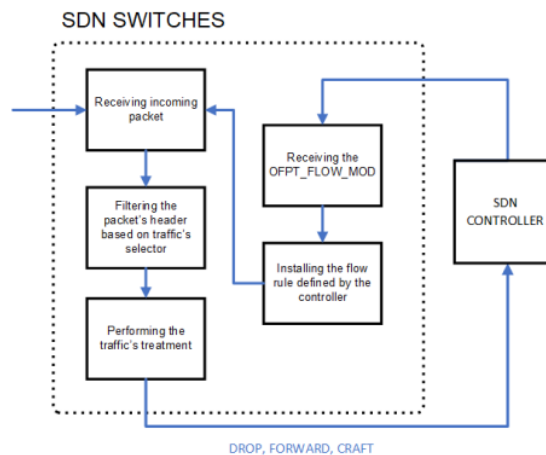 SDN SWITCHES
Receiving incoming
packet
Filtering the
packet's header
based on traffic's
selector
Performing the
traffic's treatment
Receiving the
OFPT_FLOW_MOD
Installing the flow
rule defined by the
controller
SDN
CONTROLLER
DROP, FORWARD, CRAFT